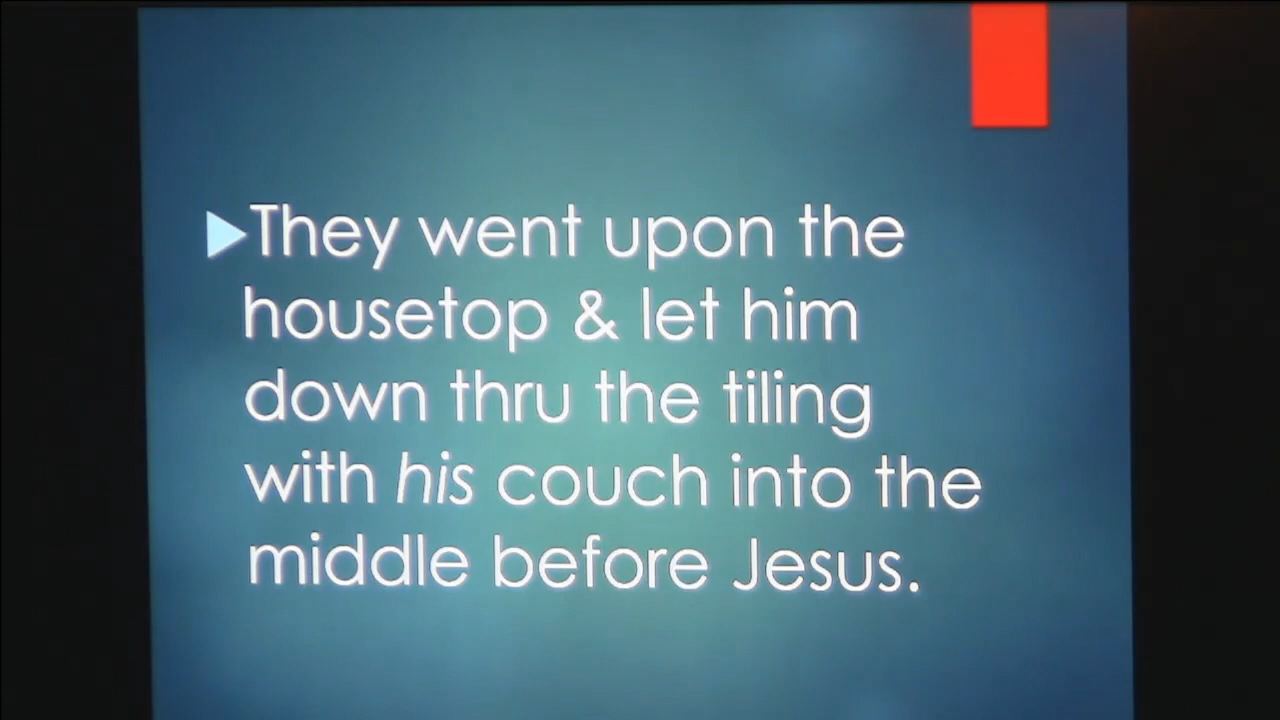 They went upon the
housetop & let him
down thru the tiling
with his couch into the
middle before Jesus.